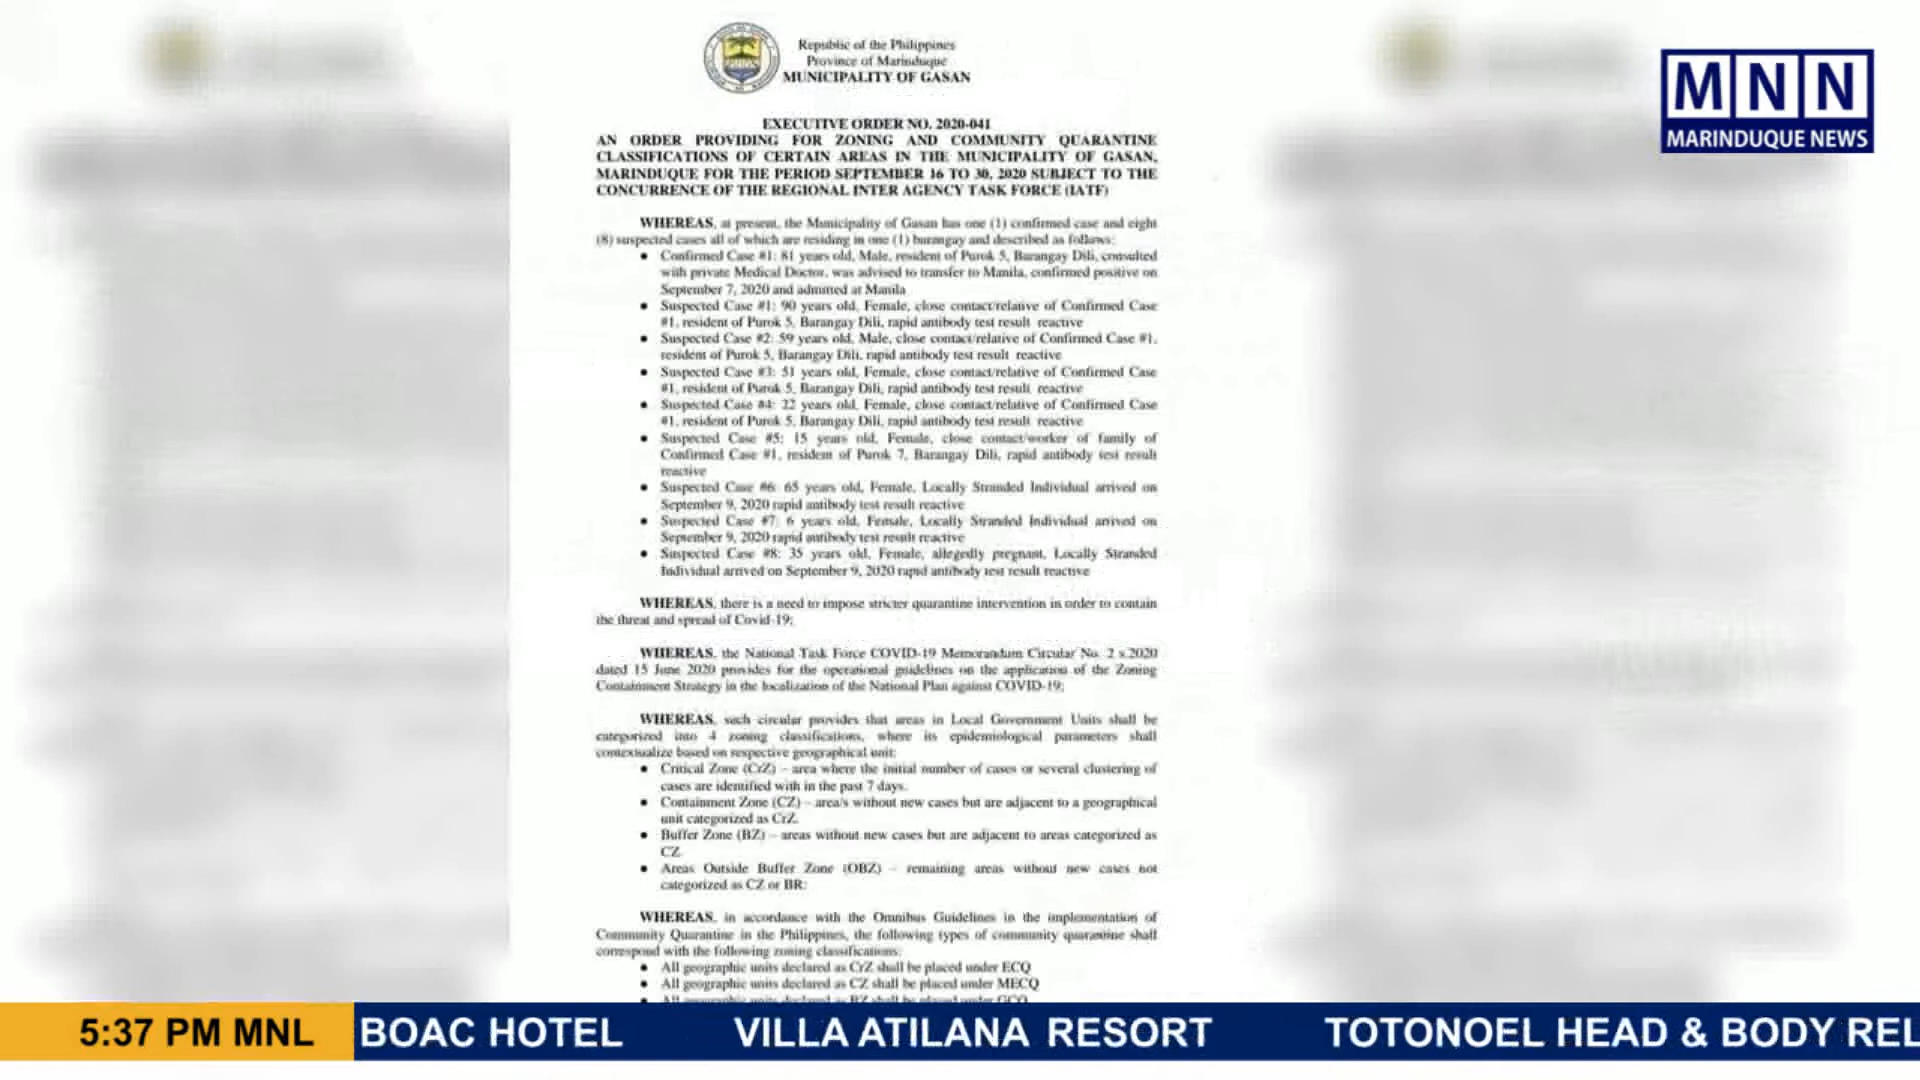 Republic of the Philippines
Province of Marinduque
MUNICIPALITY OF GASAN
EXECUTIVE ORDER NO. 2020-041
AN ORDER PROVIDING FOR ZONING AND COMMUNITY QUARANTINE
CLASSIFICATIONS OF CERTAIN AREAS IN THE MUNICIPALITY OF GASAN,
MARINDUQUE FOR THE PERIOD SEPTEMBER 16 TO 30, 2020 SUBJECT TO THE
CONCURRENCE OF THE REGIONAL INTER AGENCY TASK FORCE (IATF)
WHEREAS, at present, the Municipality of Gasan has one (1) confirmed case and eight
(8) suspected cases all of which are residing in one (1) barangay and described as follows:
• Confirmed Case #1: 81 years old, Male, resident of Purok 5, Barangay Dili, consulted
with private Medical Doctor, was advised to transfer to Manila, confirmed positive on
September 7, 2020 and admitted at Manila
• Suspected Case #1: 90 years old, Female, close contact/relative of Confirmed Case
#1, resident of Purok 5, Barangay Dili, rapid antibody test result reactive
• Suspected Case #2: 59 years old, Male, close contact/relative of Confirmed Case #1,
resident of Purok 5, Barangay Dili, rapid antibody test result reactive
• Suspected Case #3: 51 years old, Female, close contact/relative of Confirmed Case
#1, resident of Purok 5, Barangay Dili, rapid antibody test result reactive
• Suspected Case #4: 22 years old, Female, close contact/relative of Confirmed Case
#1, resident of Purok 5, Barangay Dili, rapid antibody test result reactive
• Suspected Case #5: 15 years old, Female, close contact/worker of family of
Confirmed Case #1, resident of Purok 7, Barangay Dili, rapid antibody test result
reactive
• Suspected Case #6: 65 years old, Female, Locally Stranded Individual arrived on
September 9, 2020 rapid antibody test result reactive
• Suspected Case #7: 6 years old, Female, Locally Stranded Individual arrived on
September 9, 2020 rapid antibody test result reactive
• Suspected Case #8: 35 years old, Female, allegedly pregnant, Locally Stranded
Individual arrived on September 9, 2020 rapid antibody test result reactive
WHEREAS, there is a need to impose stricter quarantine intervention in order to contain
the threat and spread of Covid-19;
WHEREAS, the National Task Force COVID-19 Memorandum Circular No. 2 s.2020
dated 15 June 2020 provides for the operational guidelines on the application of the Zoning
Containment Strategy in the localization of the National Plan against COVID-19;
WHEREAS, such circular provides that areas in Local Government Units shall be
categorized into 4 zoning classifications, where its epidemiological parameters shall
contextualize based on respective geographical unit:
• Critical Zone (CrZ) – area where the initial number of cases or several clustering of
cases are identified with in the past 7 days.
• Containment Zone (CZ) – area/s without new cases but are adjacent to a geographical
unit categorized as CrZ.
• Buffer Zone (BZ) – areas without new cases but are adjacent to areas categorized as
CZ.
• Areas Outside Buffer Zone (OBZ) – remaining areas without new cases not
categorized as CZ or BR;
WHEREAS, in accordance with the Omnibus Guidelines in the implementation of
Community Quarantine in the Philippines, the following types of community quarantine shall
correspond with the following zoning classifications:
• All geographic units declared as CrZ shall be placed under ECQ
• All geographic units declared as CZ shall be placed under MECQ
• All geographic units declared as BZ shall be placed under GCQ
MNN
MARINDUQUE NEWS
5:37 PM MNL BOAC HOTEL VILLA ATILANA RESORT TOTONOEL HEAD & BODY REL